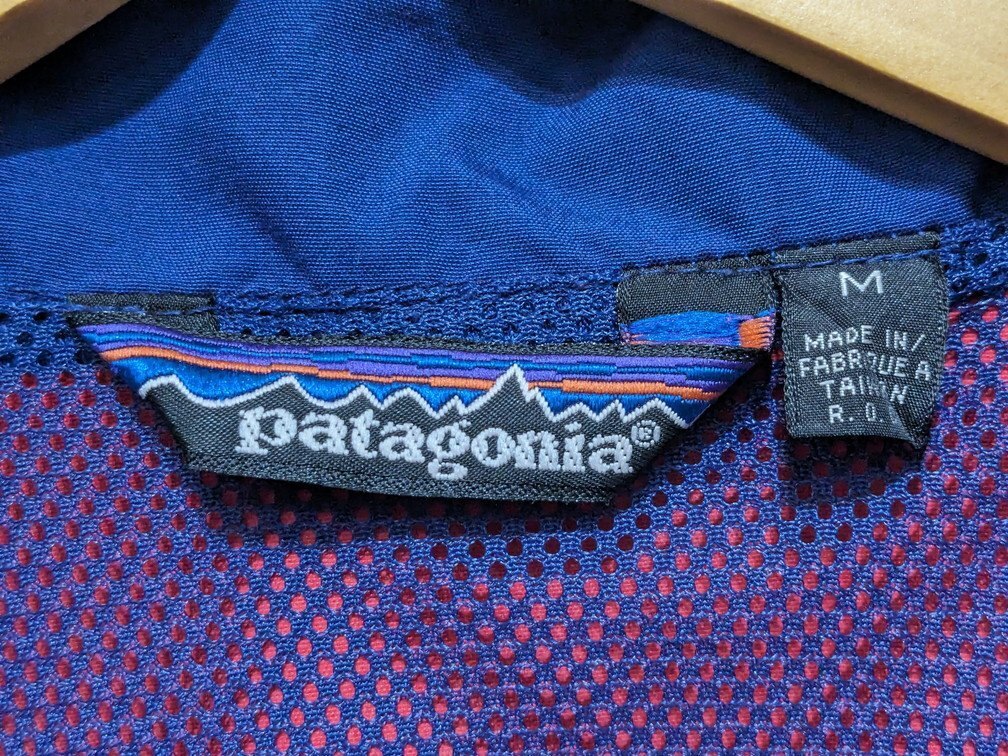 patagonia®
M
MADE IN/
FABRIQUE A
TAIWAN
R.O.